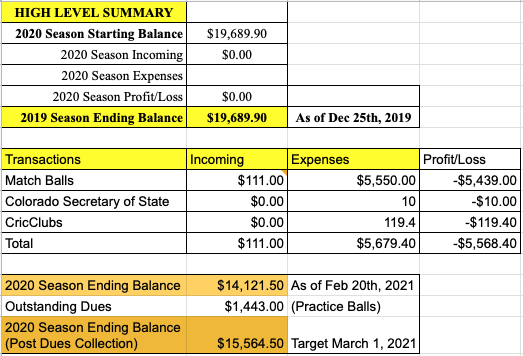 HIGH LEVEL SUMMARY
2020 Season Starting Balance $19,689.90
2020 Season Incoming $0.00
2020 Season Expenses
2020 Season Profit/Loss $0.00
2019 Season Ending Balance $19,689.90 As of Dec 25th, 2019
Transactions Incoming Expenses Profit/Loss
Match Balls $111.00 $5,550.00 -$5,439.00
Colorado Secretary of State $0.00 10 -$10.00
CricClubs $0.00 119.4 -$119.40
Total $111.00 $5,679.40 -$5,568.40
2020 Season Ending Balance $14,121.50 As of Feb 20th, 2021
Outstanding Dues $1,443.00 (Practice Balls)
2020 Season Ending Balance
(Post Dues Collection) $15,564.50 Target March 1, 2021